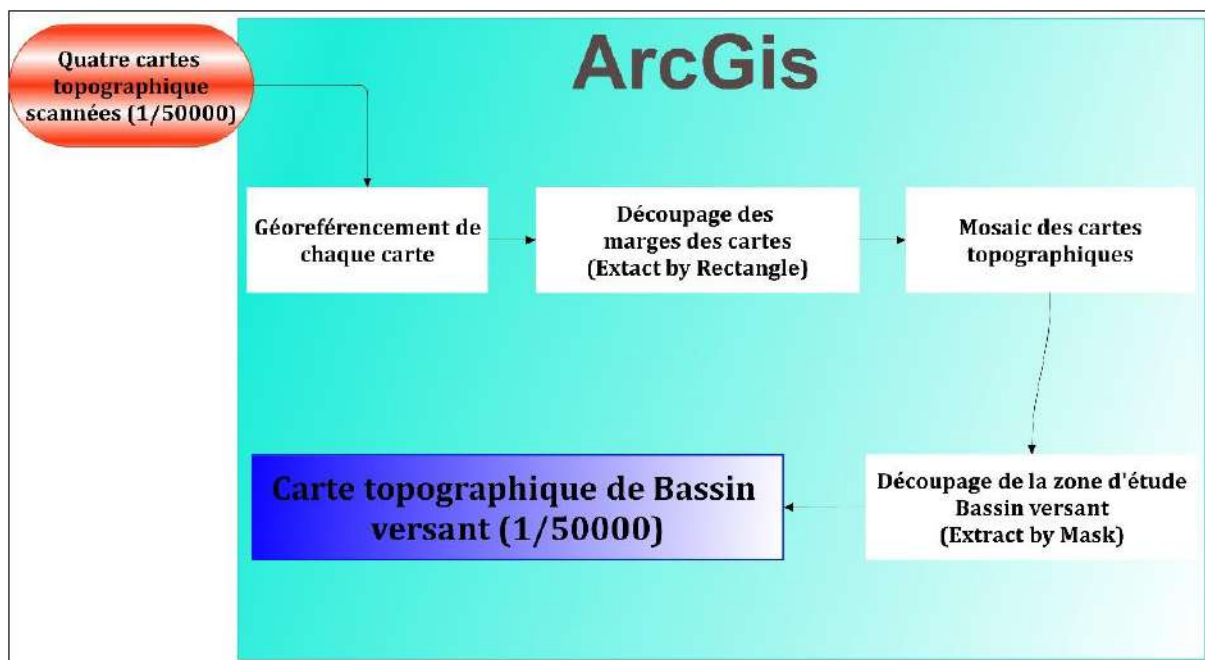 ArcGis
Quatre cartes
topographique
scannées (1/50000)
Géoreférencement de
chaque carte
Découpage des
marges des cartes
(Extact by Rectangle)
Mosaic des cartes
topographiques
Découpage de la zone d'étude
Bassin versant
(Extract by Mask)
Carte topographique de Bassin
versant (1/50000)